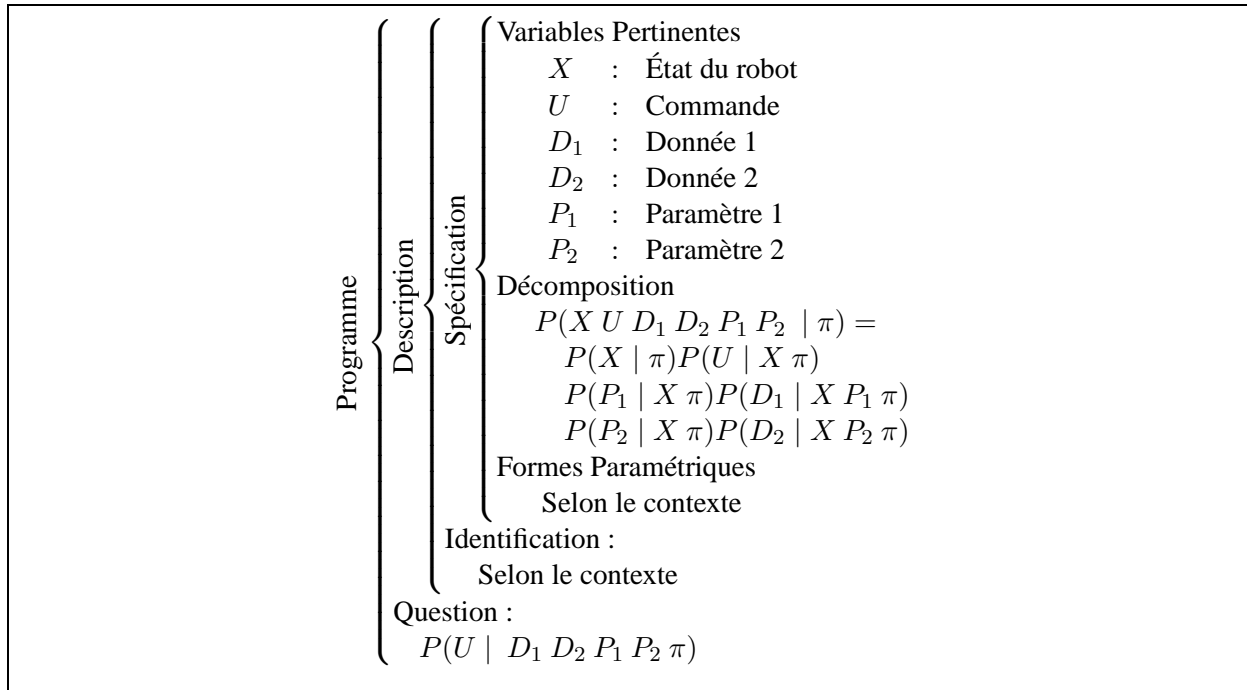 Programme
Description
Spécification
Variables Pertinentes
X : État du robot
U : Commande
D₁ : Donnée 1
D₂ : Donnée 2
P₁ : Paramètre 1
P₂ : Paramètre 2
Décomposition
P(X U D₁ D₂ P₁ P₂ | π) =
P(X | π)P(U | X π)
P(P₁ | X π)P(D₁ | X P₁ π)
P(P₂ | X π)P(D₂ | X P₂ π)
Formes Paramétriques
Selon le contexte
Identification :
Selon le contexte
Question :
P(U | D₁ D₂ P₁ P₂ π)